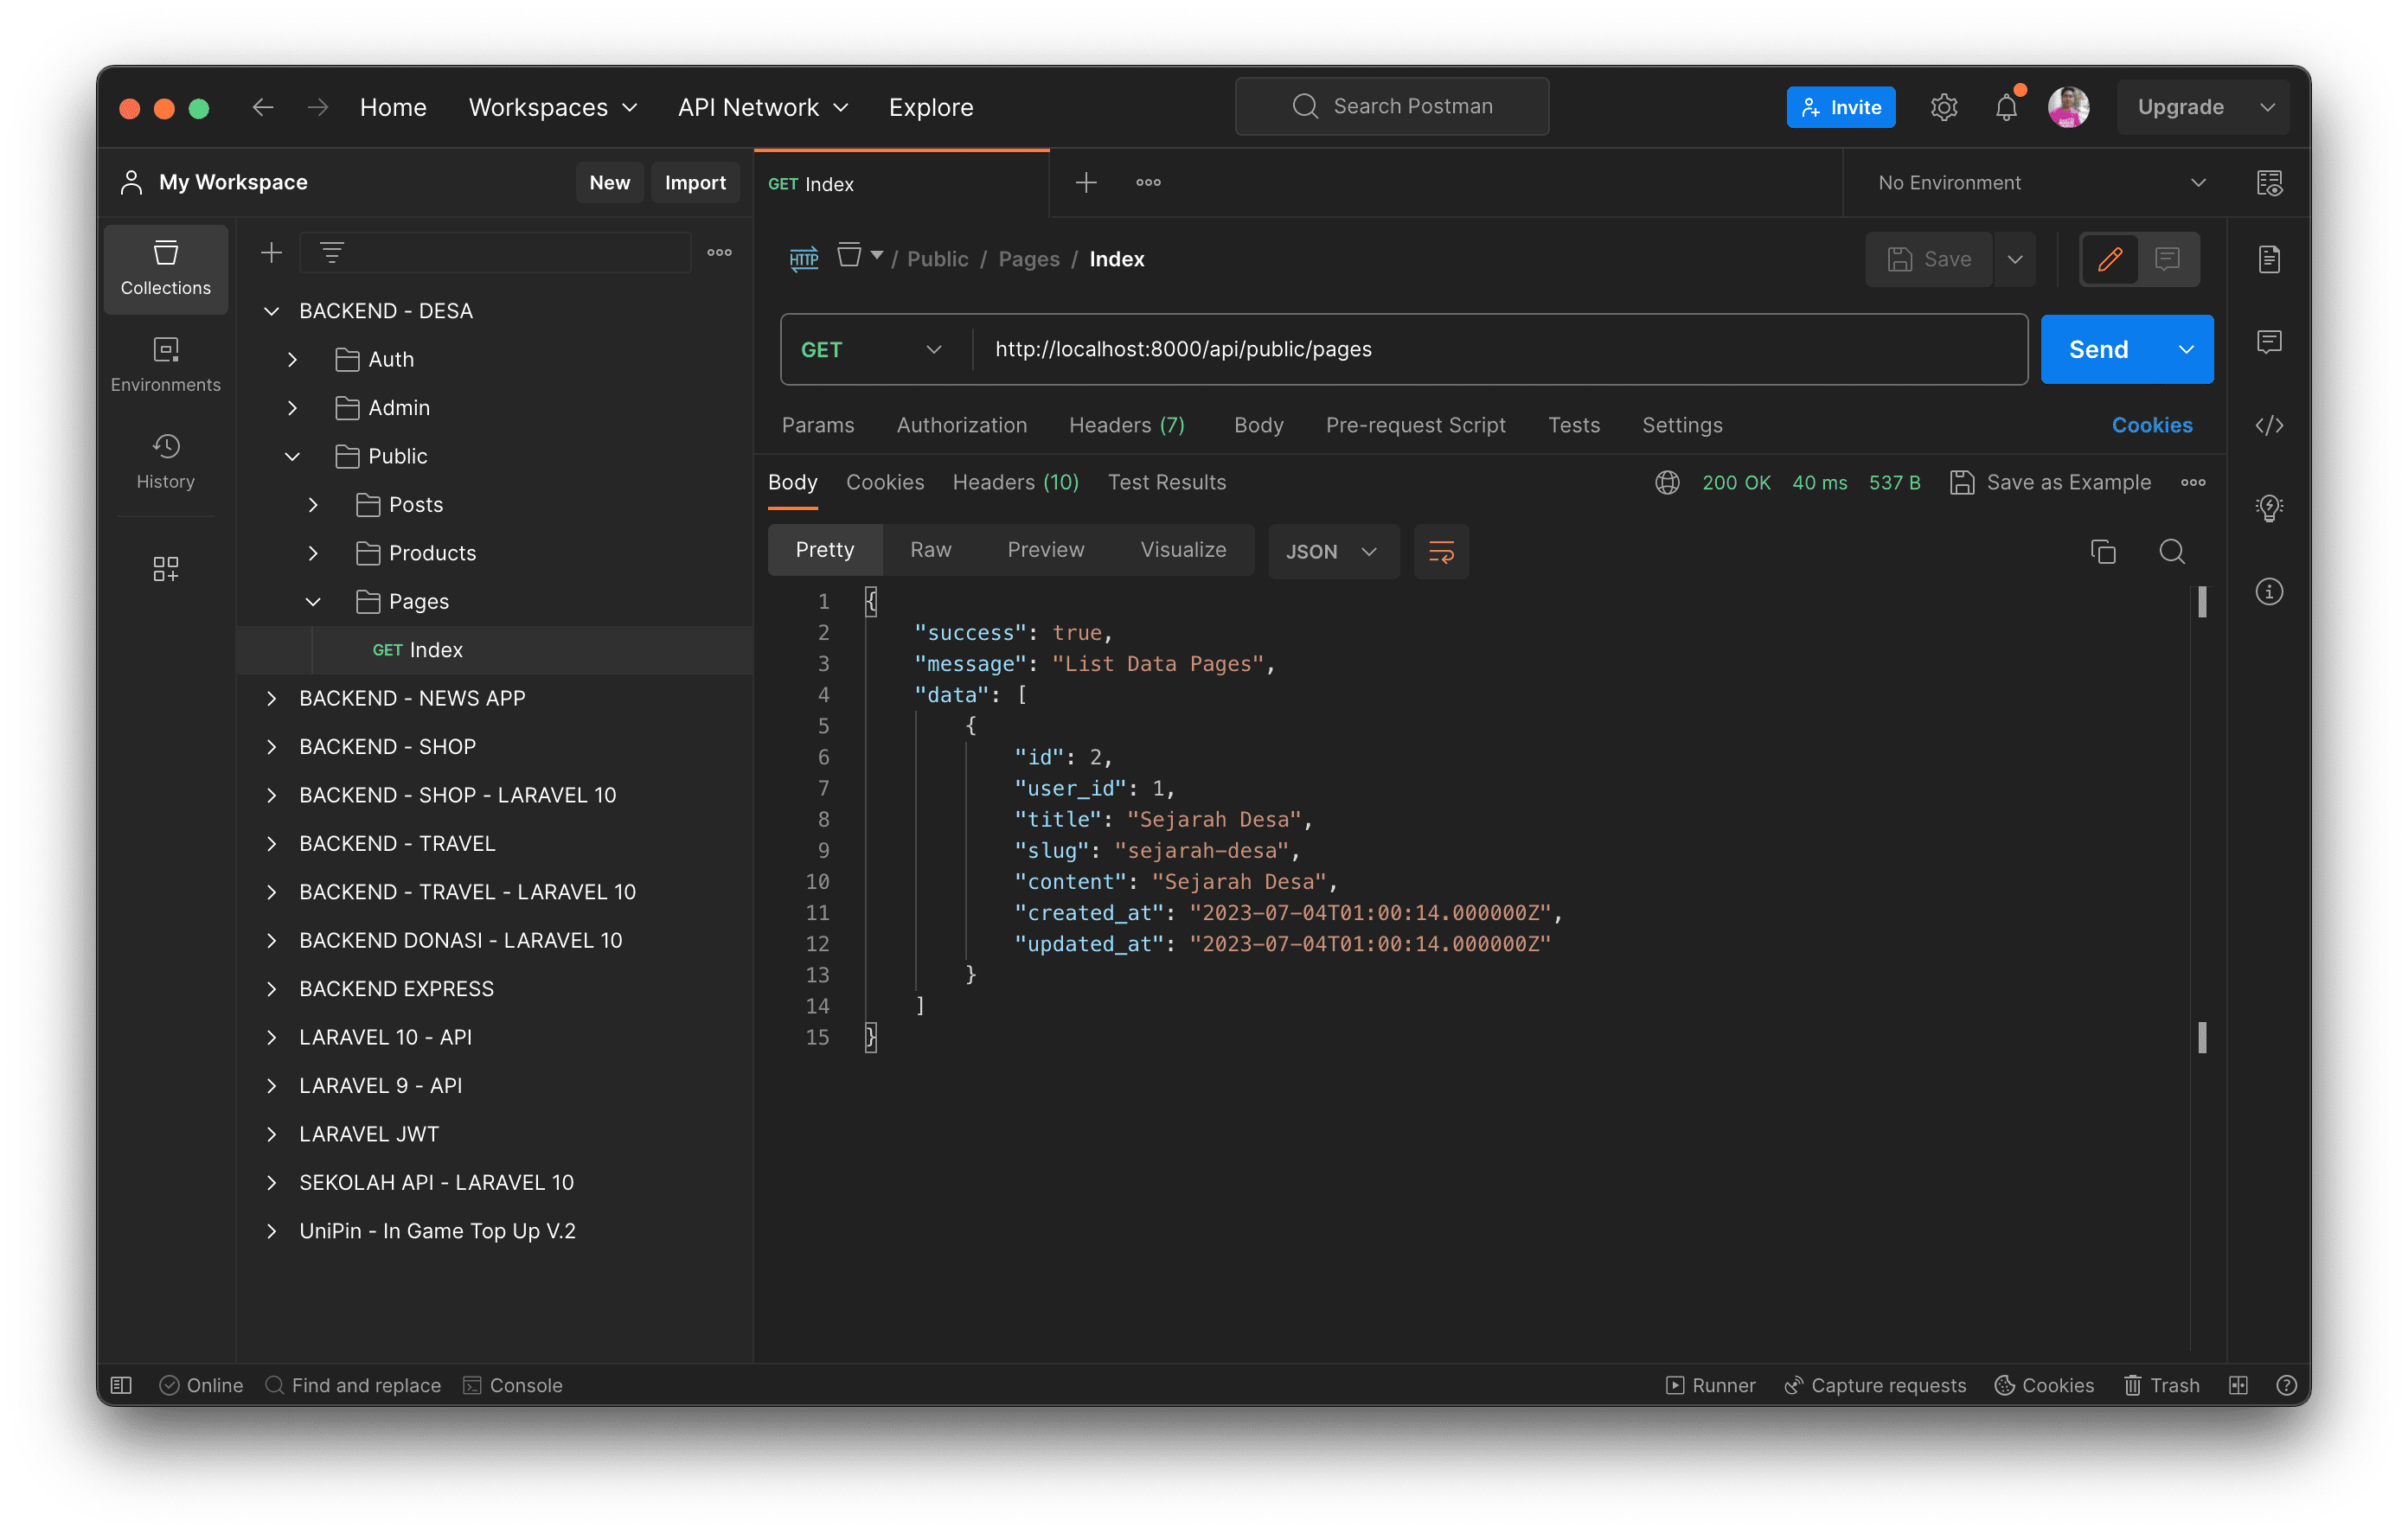 Home Workspaces API Network Explore Search Postman Invite Upgrade
My Workspace New Import GET Index No Environment
Collections
Environments
History
BACKEND - DESA
Auth
Admin
Public
Posts
Products
Pages
GET Index
BACKEND - NEWS APP
BACKEND - SHOP
BACKEND - SHOP - LARAVEL 10
BACKEND - TRAVEL
BACKEND - TRAVEL - LARAVEL 10
BACKEND DONASI - LARAVEL 10
BACKEND EXPRESS
LARAVEL 10 - API
LARAVEL 9 - API
LARAVEL JWT
SEKOLAH API - LARAVEL 10
UniPin - In Game Top Up V.2
HTTP / Public / Pages / Index Save
GET http://localhost:8000/api/public/pages Send
Params Authorization Headers (7) Body Pre-request Script Tests Settings Cookies
Body Cookies Headers (10) Test Results 200 OK 40 ms 537 B Save as Example
Pretty Raw Preview Visualize JSON
1 {
2 "success": true,
3 "message": "List Data Pages",
4 "data": [
5 {
6 "id": 2,
7 "user_id": 1,
8 "title": "Sejarah Desa",
9 "slug": "sejarah-desa",
10 "content": "Sejarah Desa",
11 "created_at": "2023-07-04T01:00:14.000000Z",
12 "updated_at": "2023-07-04T01:00:14.000000Z"
13 }
14 ]
15 }
Online Find and replace Console Runner Capture requests Cookies Trash